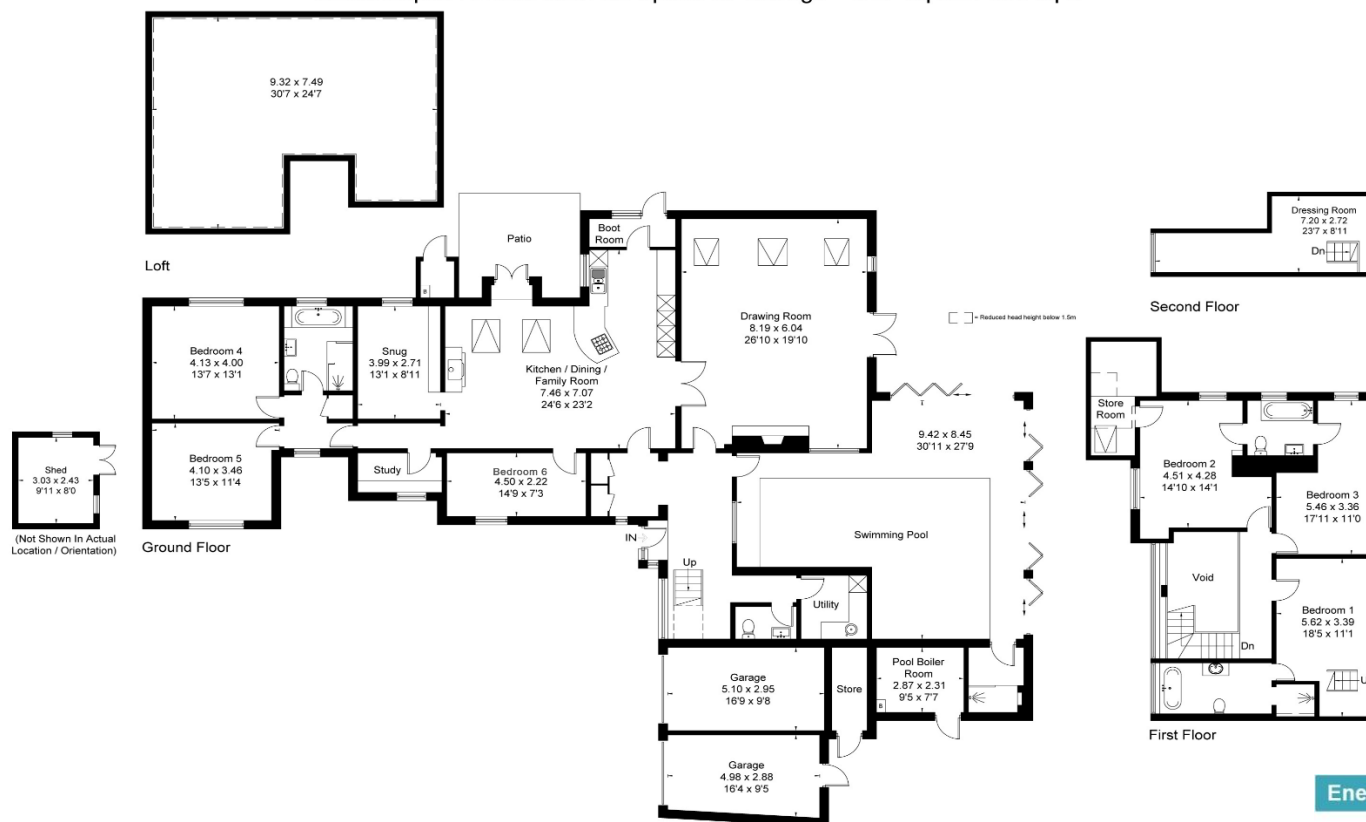 9.32 x 7.49
30'7 x 24'7
Loft
Patio
Boot
Room
Drawing Room
8.19 x 6.04
26'10 x 19'10
= Reduced head height below 1.5m
Dressing Room
7.20 x 2.72
23'7 x 8'11
Dn
Second Floor
Bedroom 4
4.13 x 4.00
13'7 x 13'1
Snug
3.99 x 2.71
13'1 x 8'11
B
Kitchen / Dining /
Family Room
7.46 x 7.07
24'6 x 23'2
9.42 x 8.45
30'11 x 27'9
Shed
3.03 x 2.43
9'11 x 8'0
(Not Shown In Actual
Location / Orientation)
Bedroom 5
4.10 x 3.46
13'5 x 11'4
Study
Bedroom 6
4.50 x 2.22
14'9 x 7'3
Ground Floor
IN
Up
Swimming Pool
Utility
Garage
5.10 x 2.95
16'9 x 9'8
Store
Pool Boiler
Room
2.87 x 2.31
9'5 x 7'7
B
Garage
4.98 x 2.88
16'4 x 9'5
Store
Room
Bedroom 2
4.51 x 4.28
14'10 x 14'1
Bedroom 3
5.46 x 3.36
17'11 x 11'0
Void
Dn
Bedroom 1
5.62 x 3.39
18'5 x 11'1
U
First Floor
Ene